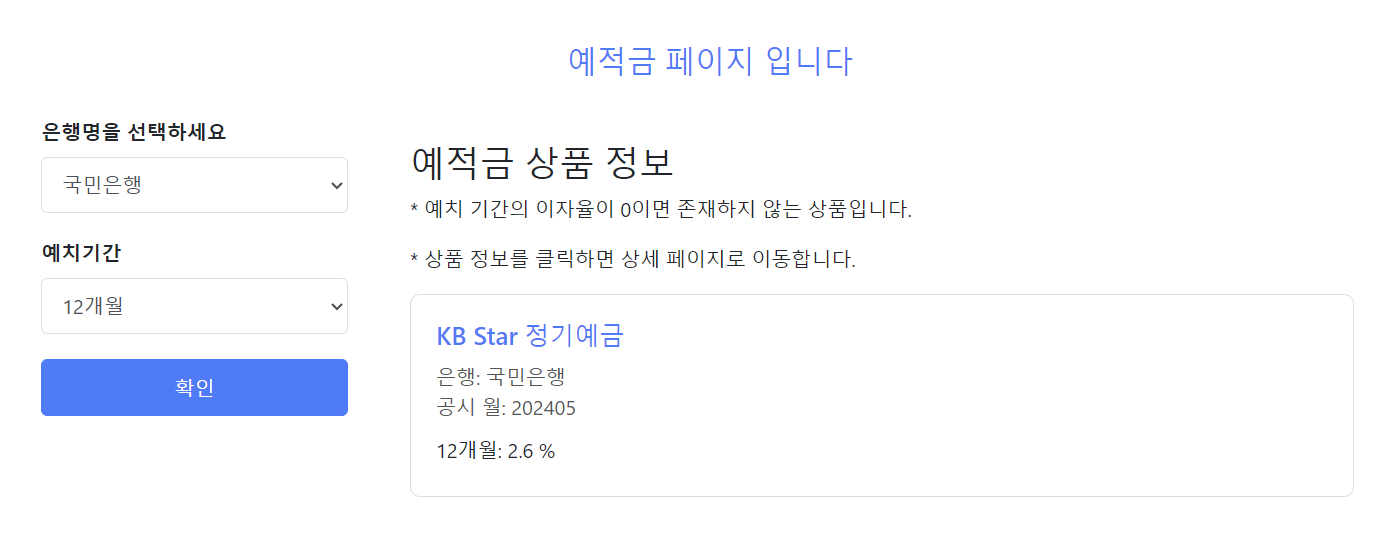 예적금 페이지 입니다
은행명을 선택하세요
국민은행
예치기간
12개월
확인
예적금 상품 정보
* 예치 기간의 이자율이 0이면 존재하지 않는 상품입니다.
* 상품 정보를 클릭하면 상세 페이지로 이동합니다.
KB Star 정기예금
은행: 국민은행
공시 월: 202405
12개월: 2.6 %